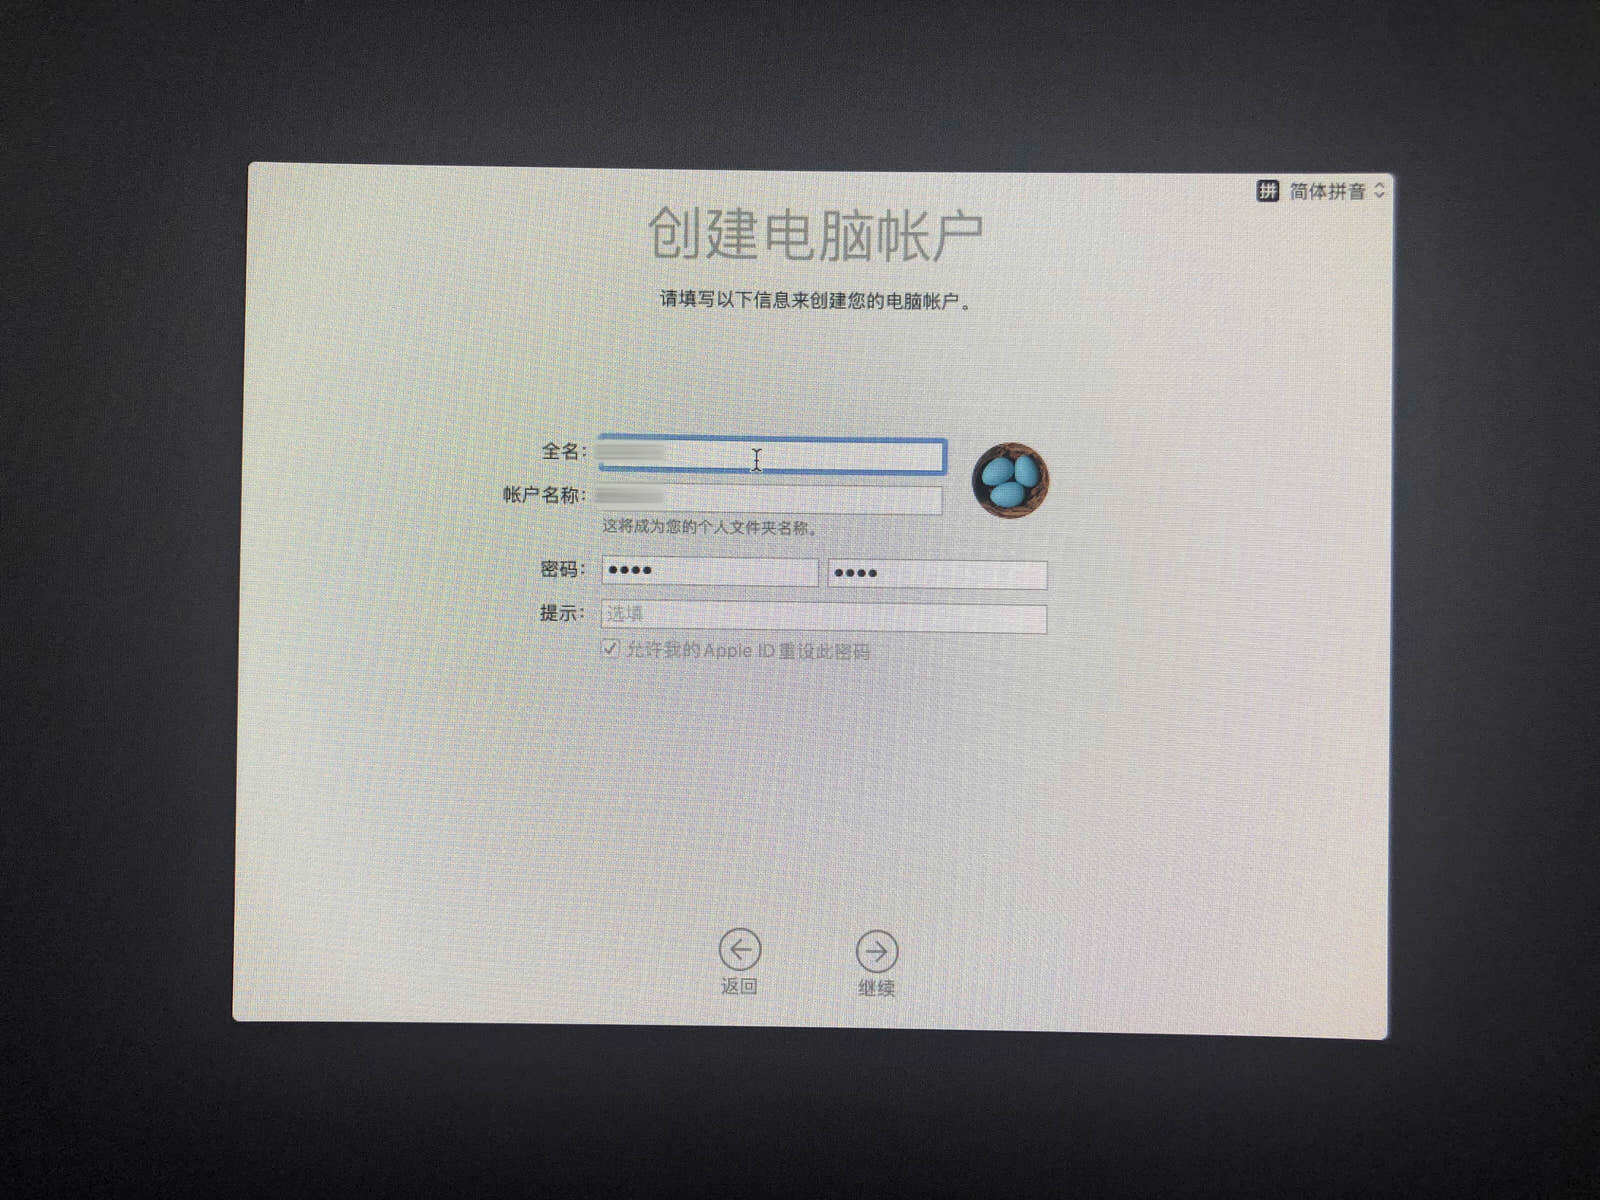 拼 简体拼音
创建电脑帐户
请填写以下信息来创建您的电脑帐户。
全名：
帐户名称：
这将成为您的个人文件夹名称。
密码： •••• ••••
提示： 选填
允许我的 Apple ID 重设此密码
返回 继续